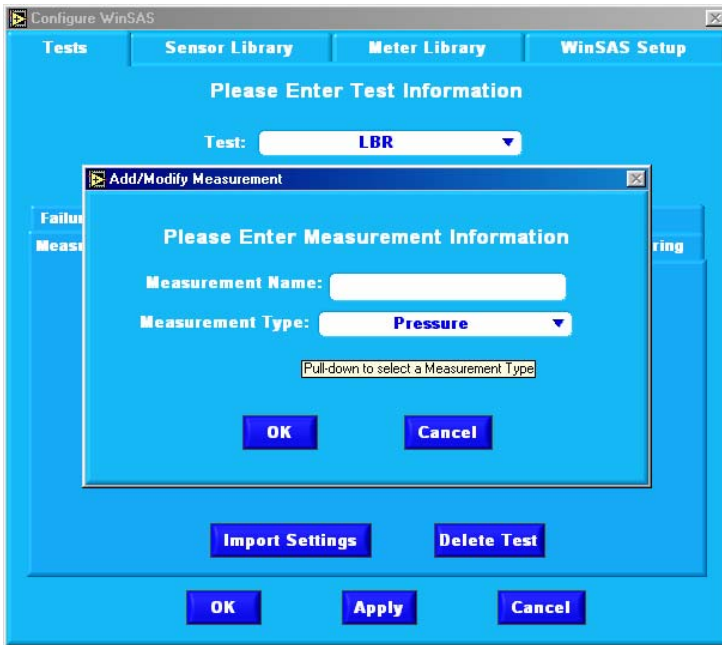 Configure WinSAS
Tests Sensor Library Meter Library WinSAS Setup
Please Enter Test Information
Test: LBR
Add/Modify Measurement
Please Enter Measurement Information
Measurement Name:
Measurement Type: Pressure
Pull-down to select a Measurement Type
OK Cancel
Import Settings Delete Test
OK Apply Cancel